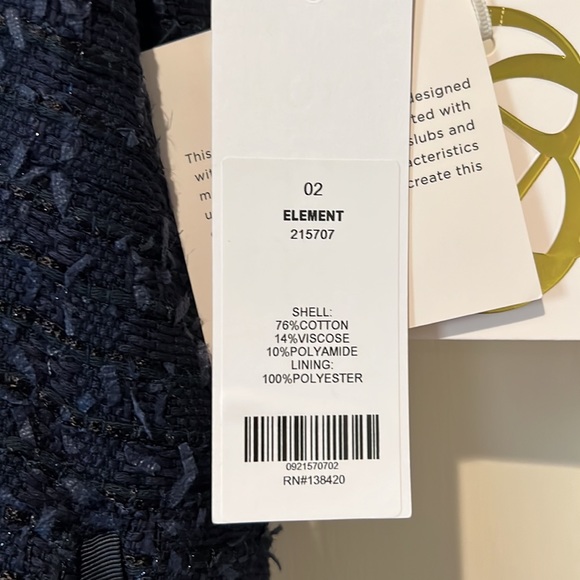 02
ELEMENT
215707
SHELL:
76%COTTON
14%VISCOSE
10%POLYAMIDE
LINING:
100%POLYESTER
0921570702
RN#138420
This
designed
with
slubs and
create this